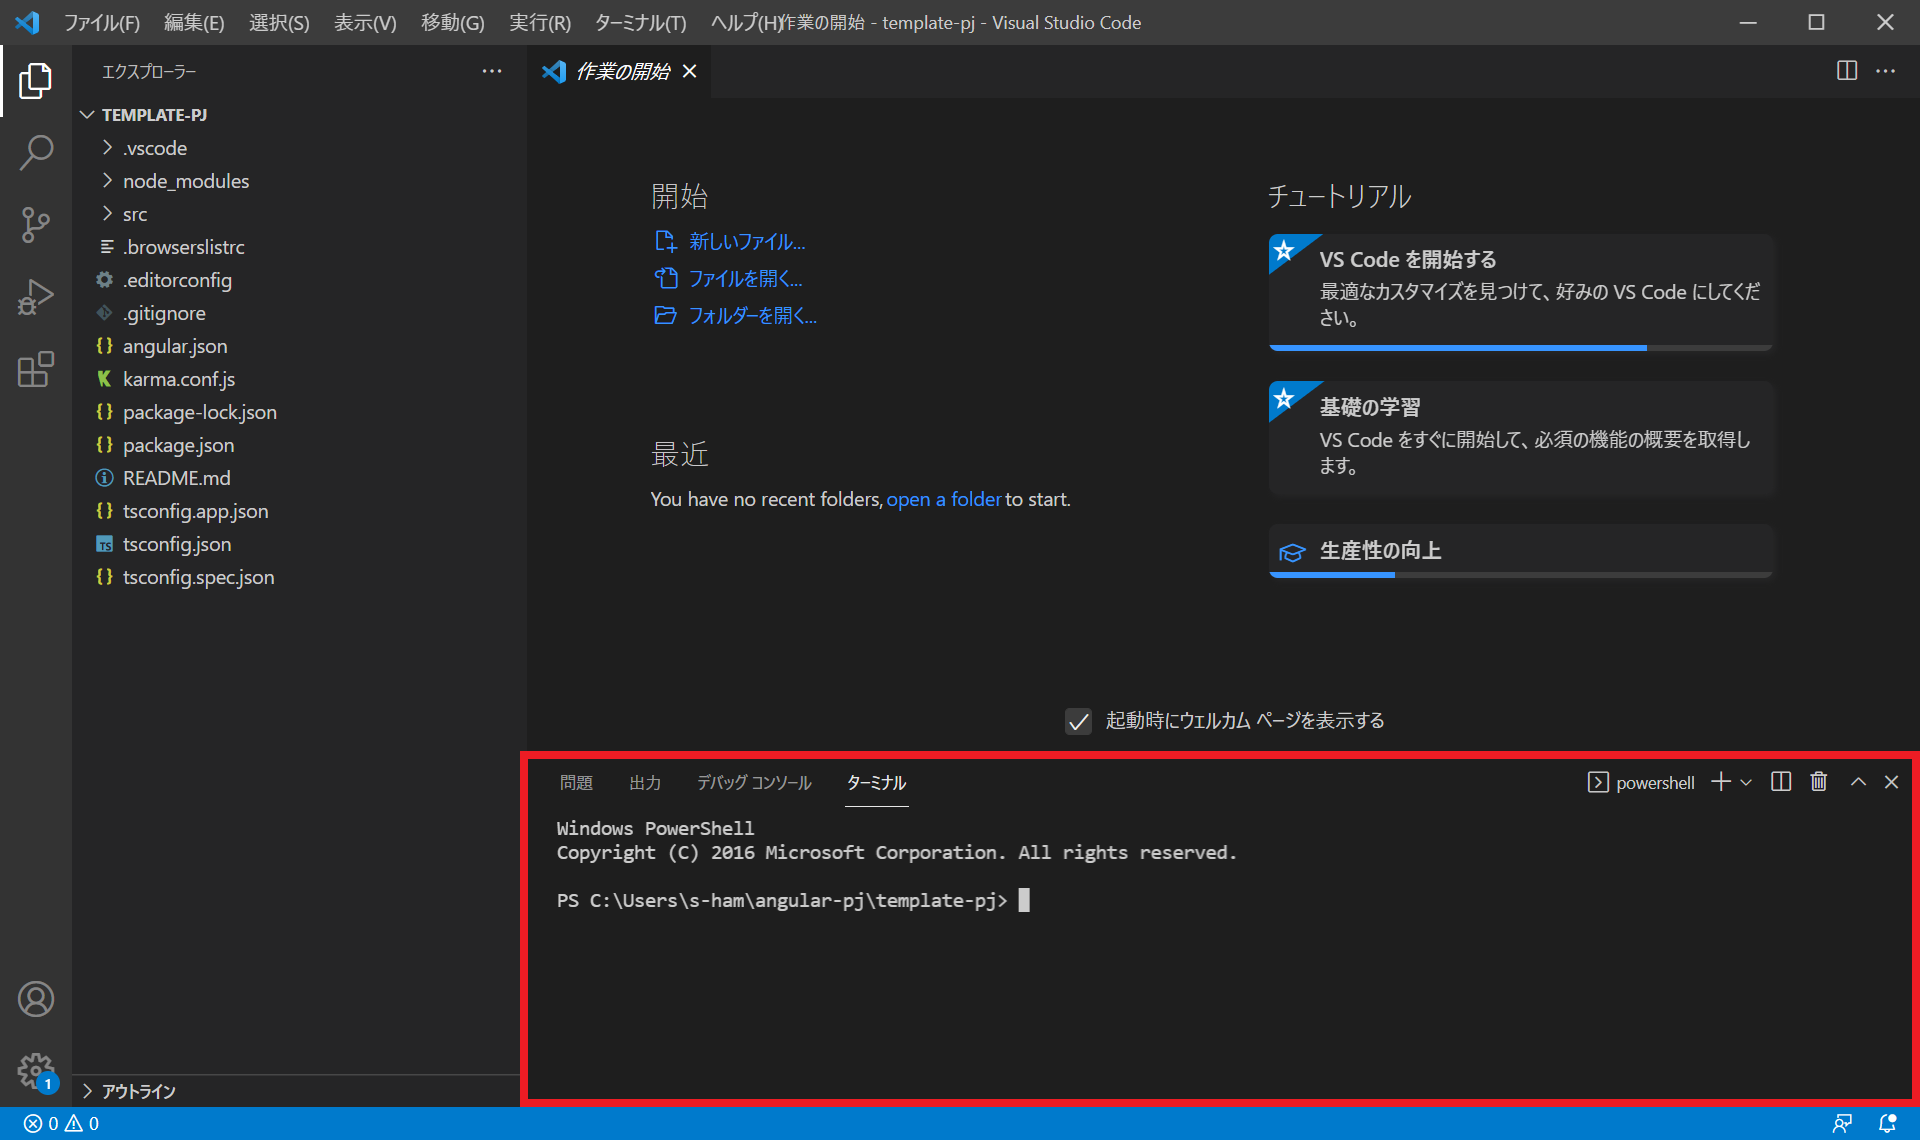 ファイル(F) 編集(E) 選択(S) 表示(V) 移動(G) 実行(R) ターミナル(T) ヘルプ(H) 作業の開始 - template-pj - Visual Studio Code
エクスプローラー
TEMPLATE-PJ
.vscode
node_modules
src
.browserslistrc
.editorconfig
.gitignore
angular.json
karma.conf.js
package-lock.json
package.json
README.md
tsconfig.app.json
TS tsconfig.json
tsconfig.spec.json
アウトライン
作業の開始
開始
新しいファイル...
ファイルを開く...
フォルダーを開く...
最近
You have no recent folders, open a folder to start.
チュートリアル
VS Code を開始する
最適なカスタマイズを見つけて、好みの VS Code にしてくだ
さい。
基礎の学習
VS Code をすぐに開始して、必須の機能の概要を取得し
ます。
生産性の向上
起動時にウェルカム ページを表示する
問題 出力 デバッグ コンソール ターミナル powershell
Windows PowerShell
Copyright (C) 2016 Microsoft Corporation. All rights reserved.
PS C:\Users\s-ham\angular-pj\template-pj>
1
0 0